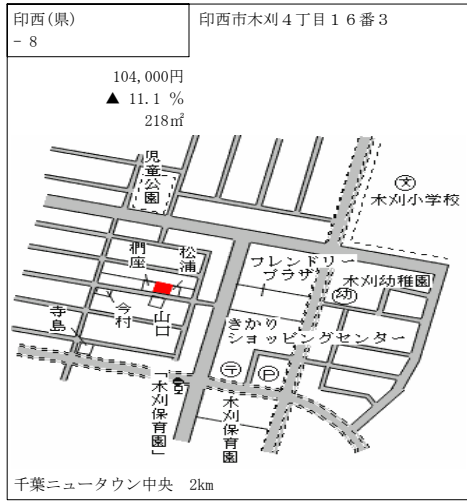 印西(県)
- 8
印西市木刈４丁目１６番３
104,000円
▲ 11.1 %
218㎡
児童公園
文
木刈小学校
椚座
松浦
フレンドリー
プラザ
木刈幼稚園
幼
今村
山口
寺島
きかり
ショッピングセンター
〒
P
「木刈保育園」
木刈保育園
千葉ニュータウン中央　2km